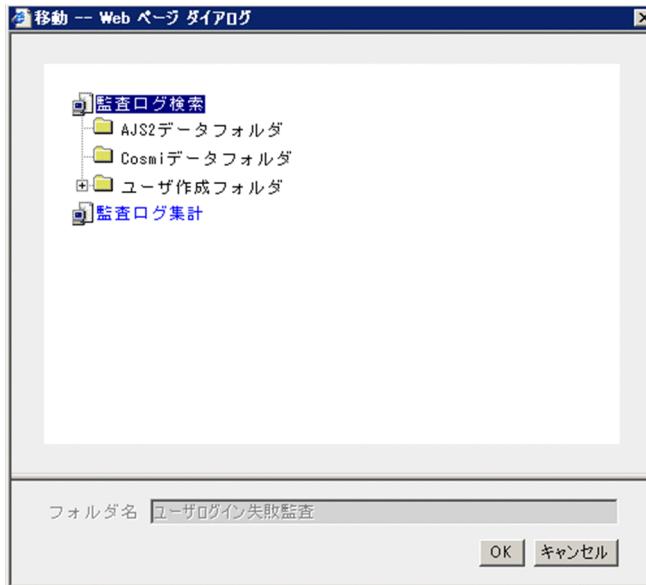 移動 -- Web ページ ダイアログ
監査ログ検索
AJS2データフォルダ
Cosmiデータフォルダ
ユーザ作成フォルダ
監査ログ集計
フォルダ名 ユーザログイン失敗監査
OK キャンセル